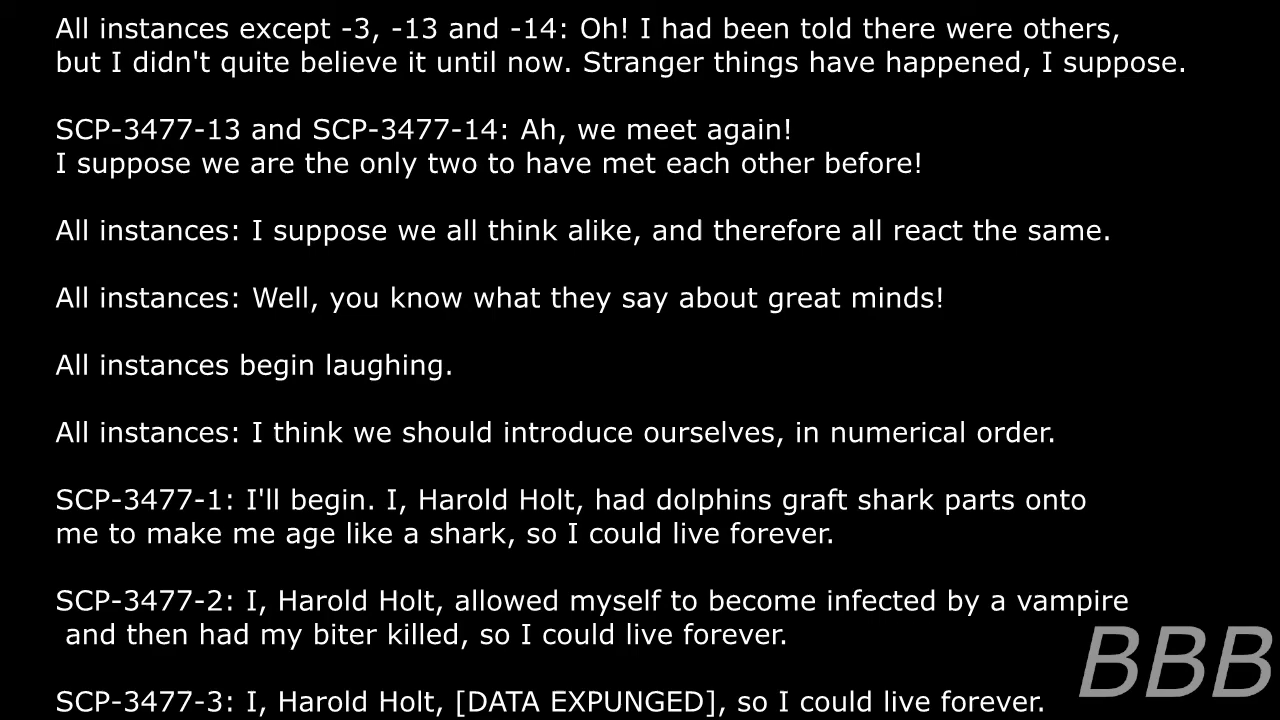 All instances except -3, -13 and -14: Oh! I had been told there were others,
but I didn't quite believe it until now. Stranger things have happened, I suppose.
SCP-3477-13 and SCP-3477-14: Ah, we meet again!
I suppose we are the only two to have met each other before!
All instances: I suppose we all think alike, and therefore all react the same.
All instances: Well, you know what they say about great minds!
All instances begin laughing.
All instances: I think we should introduce ourselves, in numerical order.
SCP-3477-1: I'll begin. I, Harold Holt, had dolphins graft shark parts onto
me to make me age like a shark, so I could live forever.
SCP-3477-2: I, Harold Holt, allowed myself to become infected by a vampire
and then had my biter killed, so I could live forever.
SCP-3477-3: I, Harold Holt, [DATA EXPUNGED], so I could live forever.
BBB